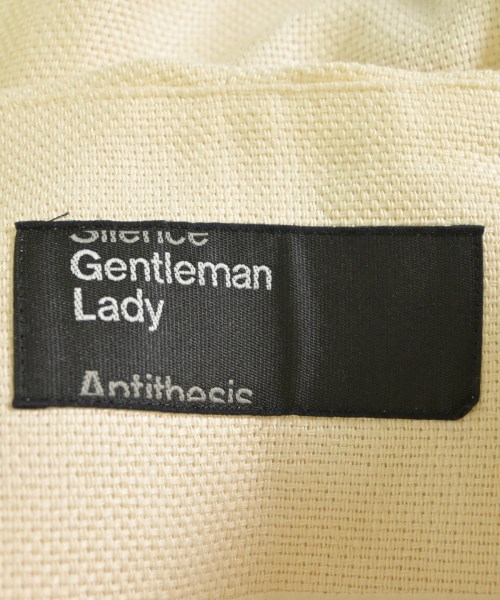 Silence
Gentleman
Lady
Antithesis